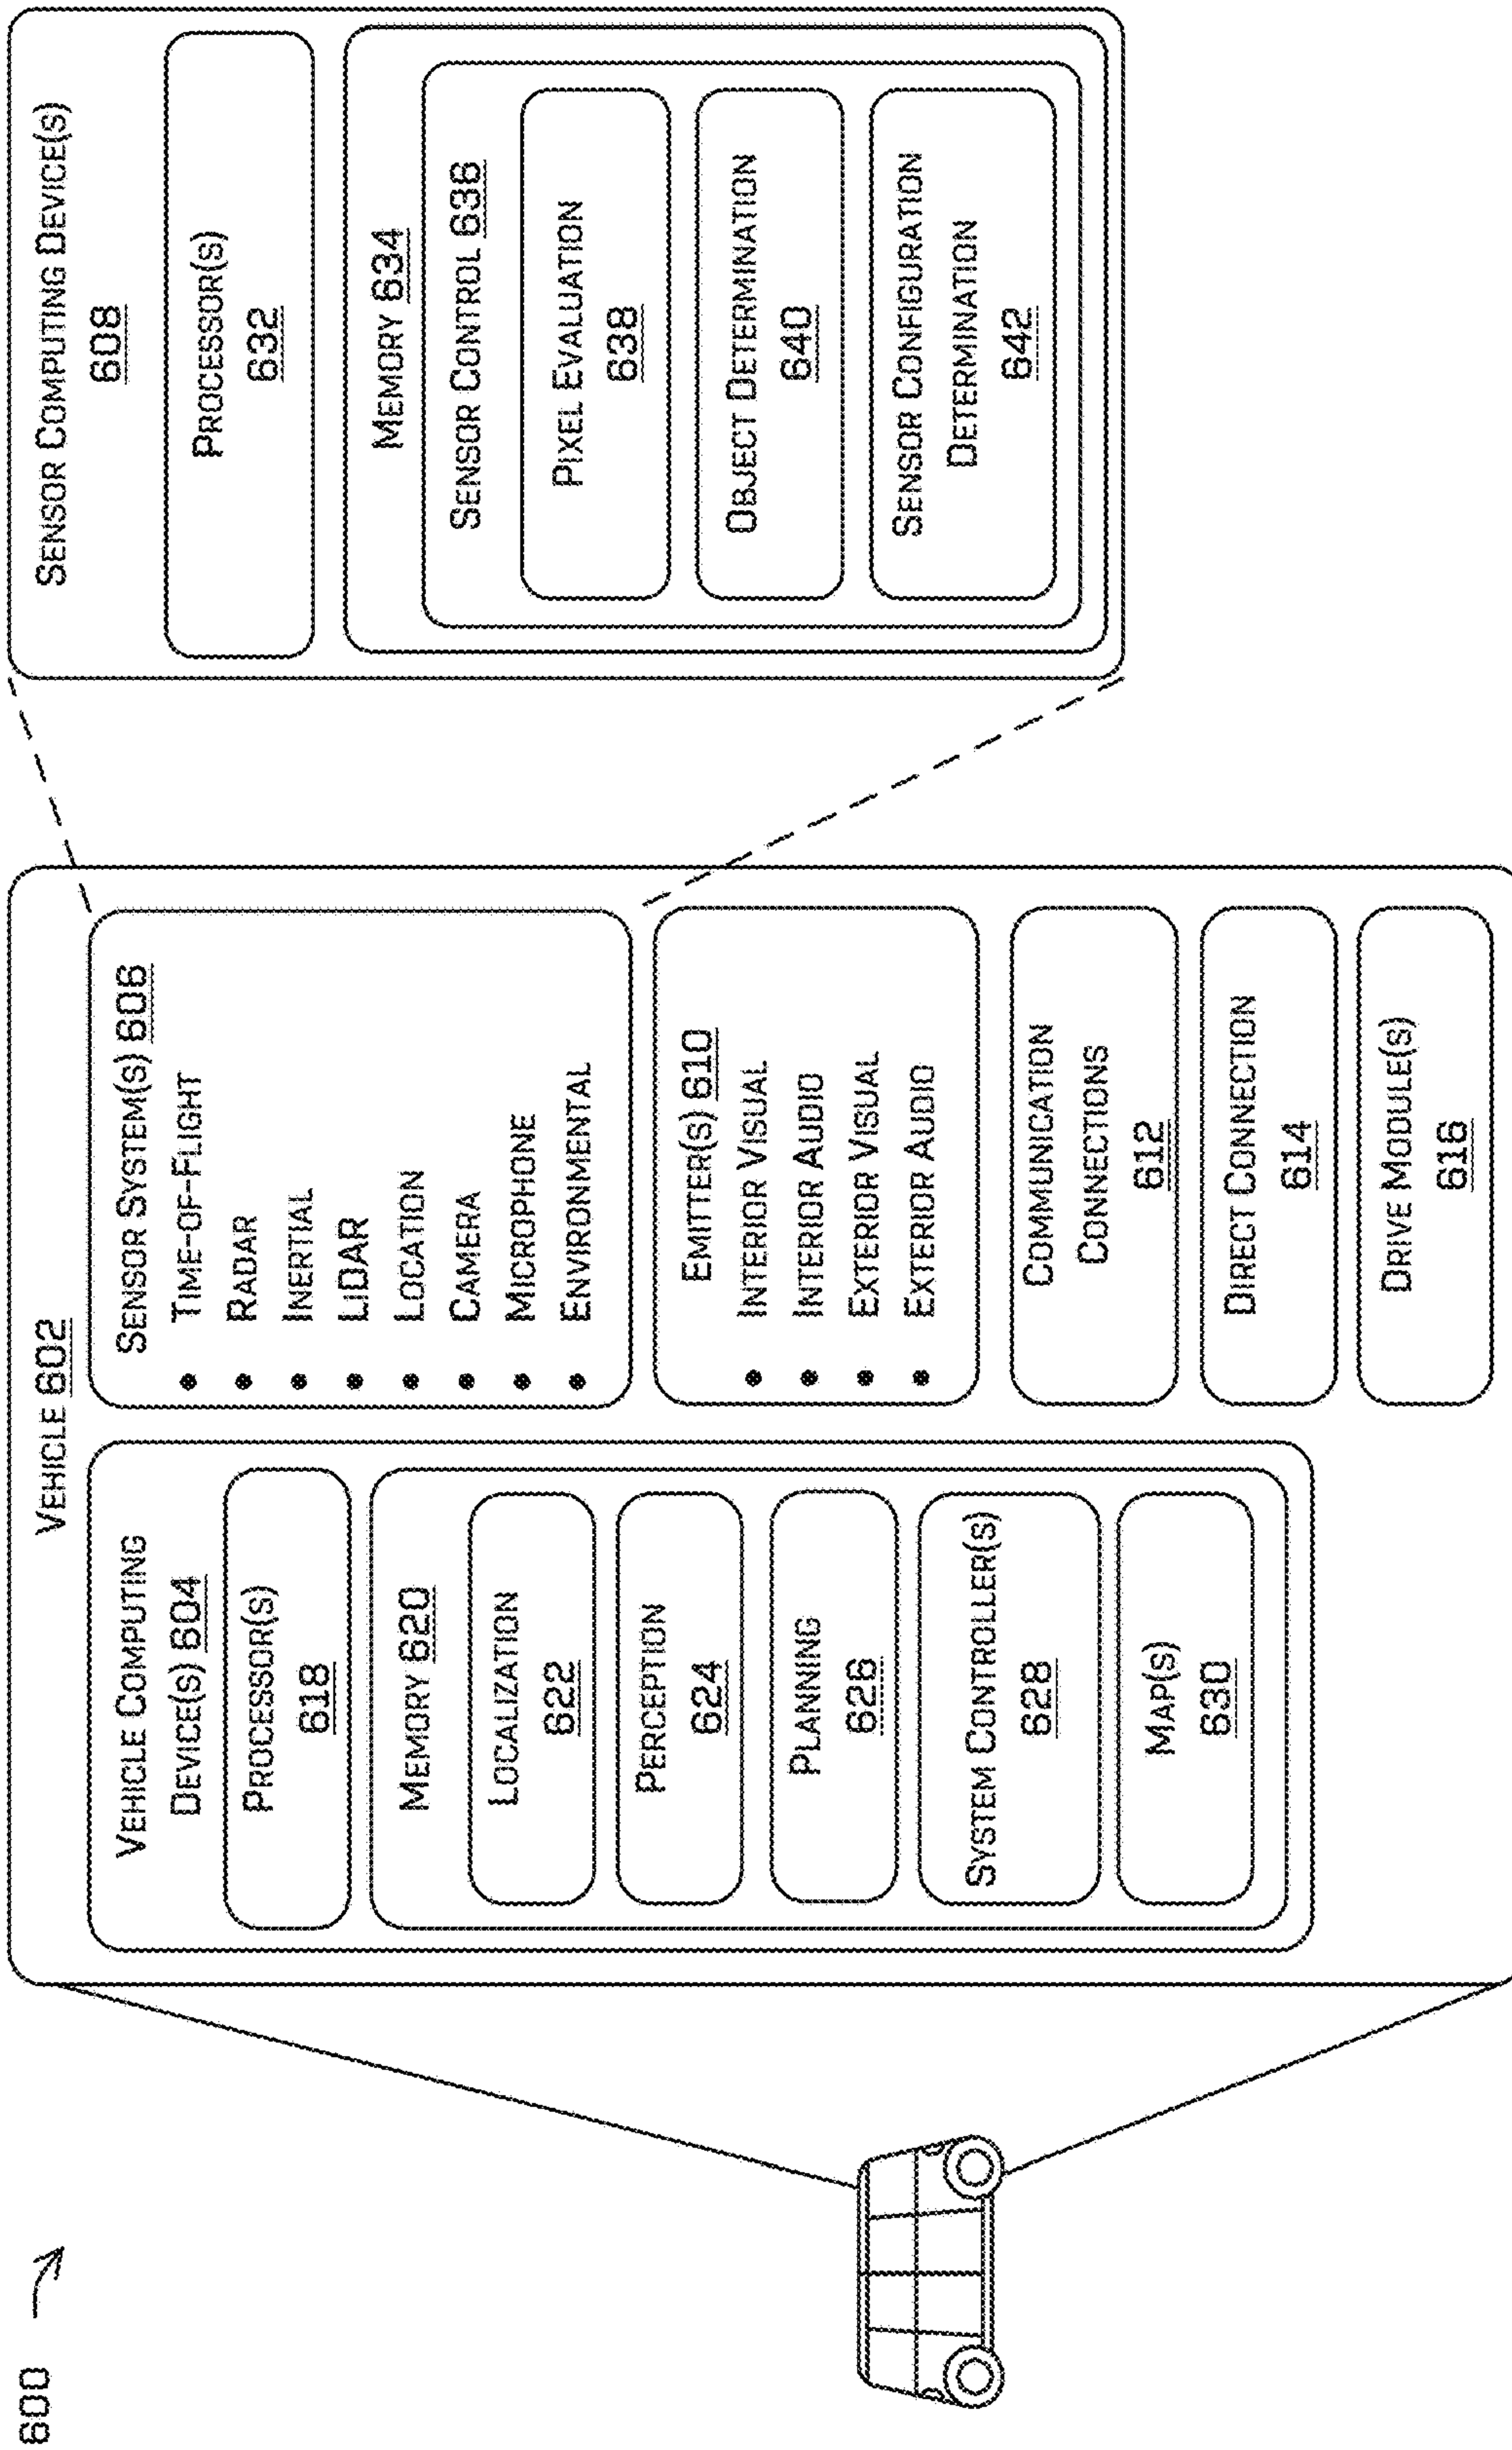 600
VEHICLE 602
VEHICLE COMPUTING
DEVICE(S) 604
PROCESSOR(S)
618
MEMORY 620
LOCALIZATION
622
PERCEPTION
624
PLANNING
626
SYSTEM CONTROLLER(S)
628
MAP(S)
630
SENSOR SYSTEM(S) 606
• TIME-OF-FLIGHT
• RADAR
• INERTIAL
• LIDAR
• LOCATION
• CAMERA
• MICROPHONE
• ENVIRONMENTAL
EMITTER(S) 610
• INTERIOR VISUAL
• INTERIOR AUDIO
• EXTERIOR VISUAL
• EXTERIOR AUDIO
COMMUNICATION
CONNECTIONS
612
DIRECT CONNECTION
614
DRIVE MODULE(S)
616
SENSOR COMPUTING DEVICE(S)
608
PROCESSOR(S)
632
MEMORY 634
SENSOR CONTROL 636
PIXEL EVALUATION
638
OBJECT DETERMINATION
640
SENSOR CONFIGURATION
DETERMINATION
642